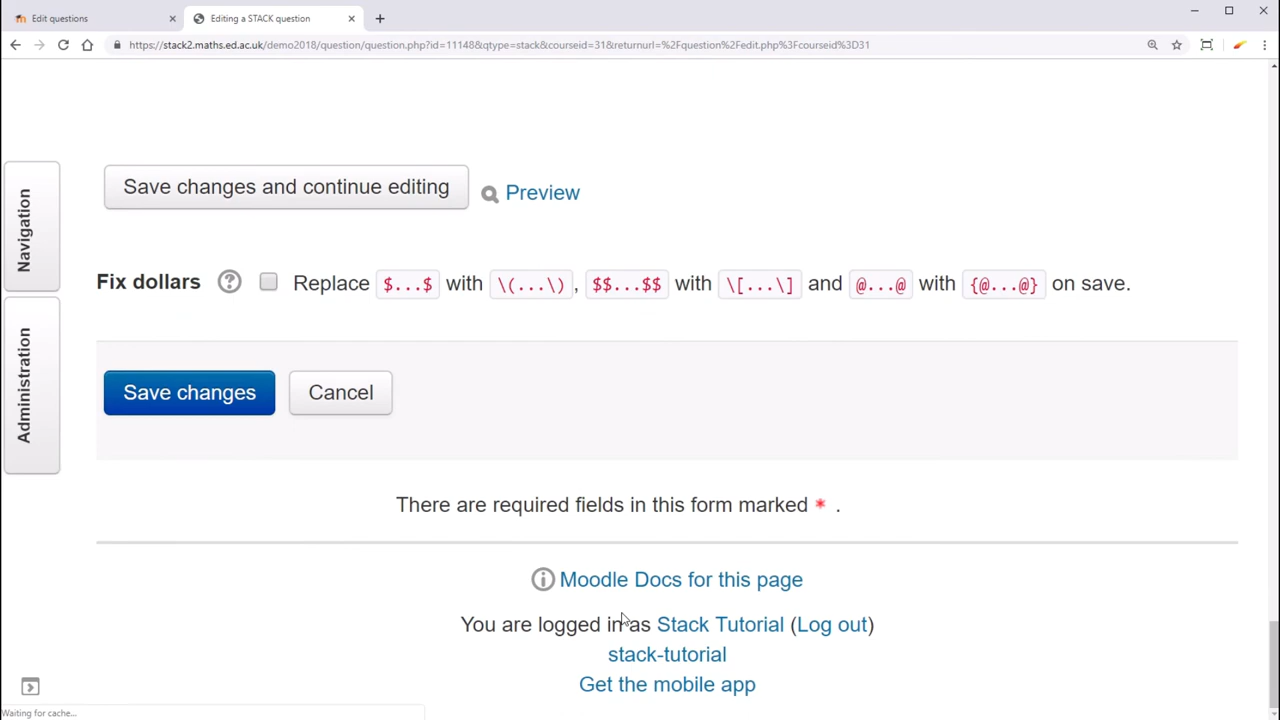 Edit questions
Editing a STACK question
https://stack2.maths.ed.ac.uk/demo2018/question/question.php?id=11148&qtype=stack&courseid=31&returnurl=%2Fquestion%2Fedit.php%3Fcourseid%3D31
Navigation
Administration
Save changes and continue editing
Preview
Fix dollars
Replace $...$ with \(...\), $$...$$ with \[...\] and @...@ with {@...@} on save.
Save changes
Cancel
There are required fields in this form marked * .
Moodle Docs for this page
You are logged in as Stack Tutorial (Log out)
stack-tutorial
Get the mobile app
Waiting for cache...